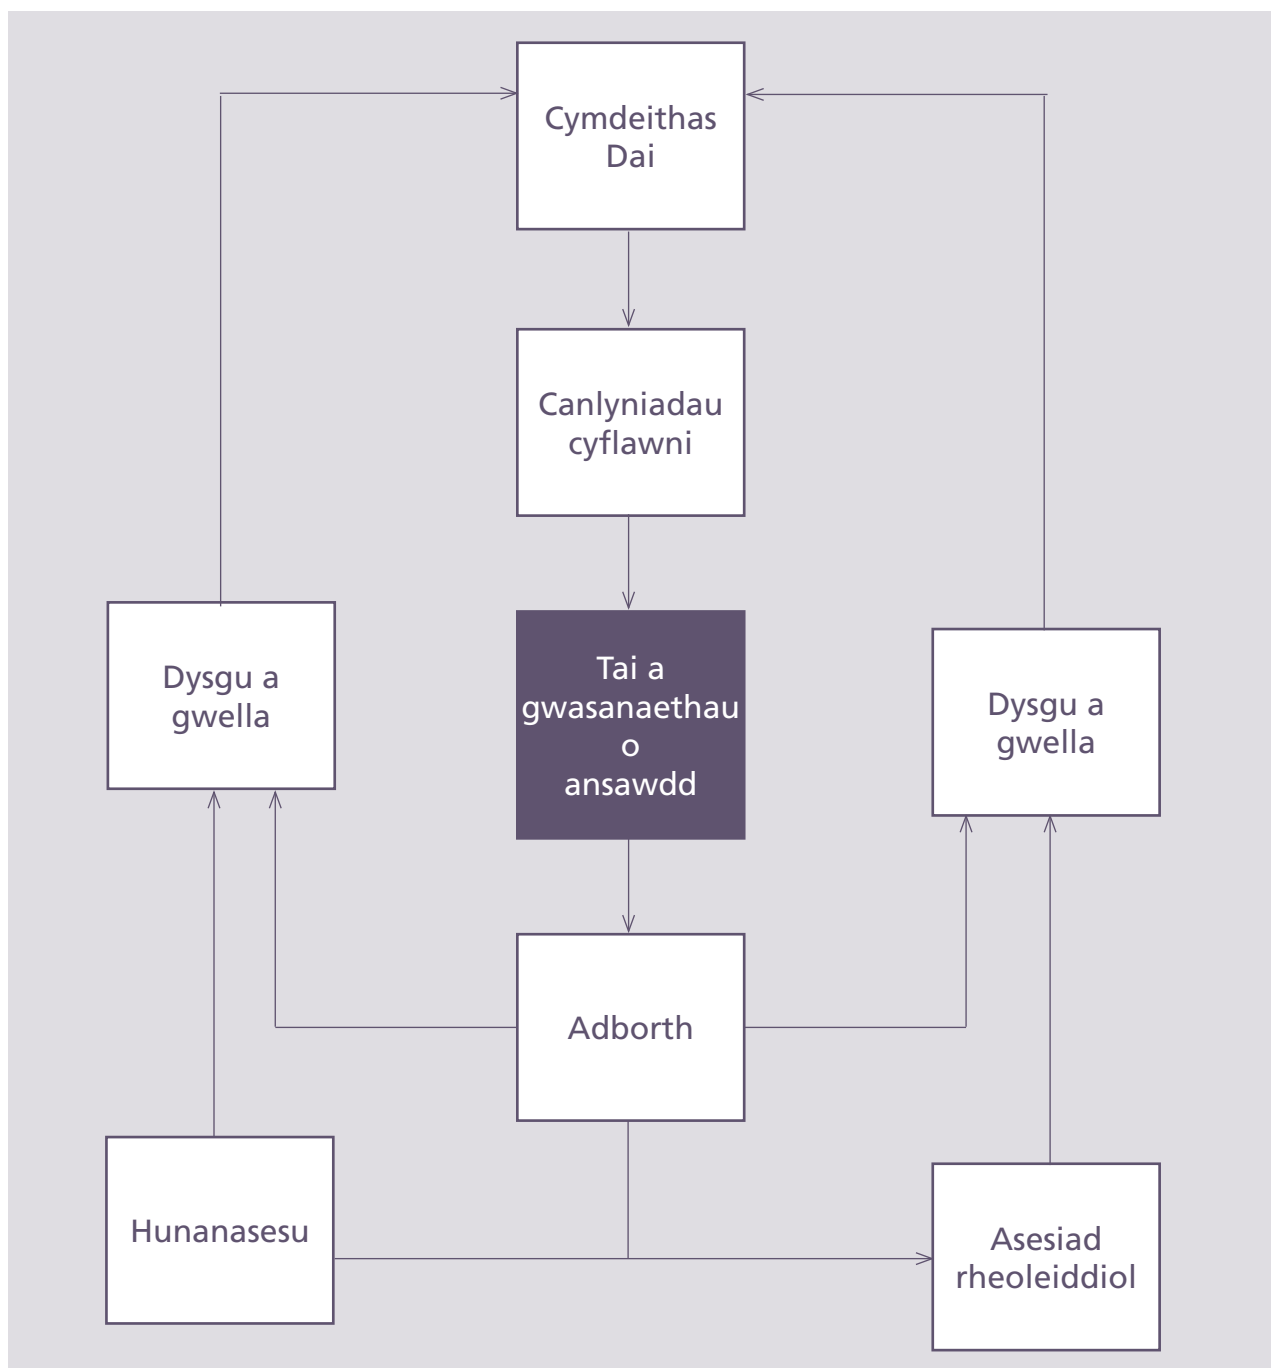 Cymdeithas
Dai
Canlyniadau
cyflawni
Dysgu a
gwella
Tai a
gwasanaethau
o
ansawdd
Dysgu a
gwella
Adborth
Hunanasesu
Asesiad
rheoleiddiol